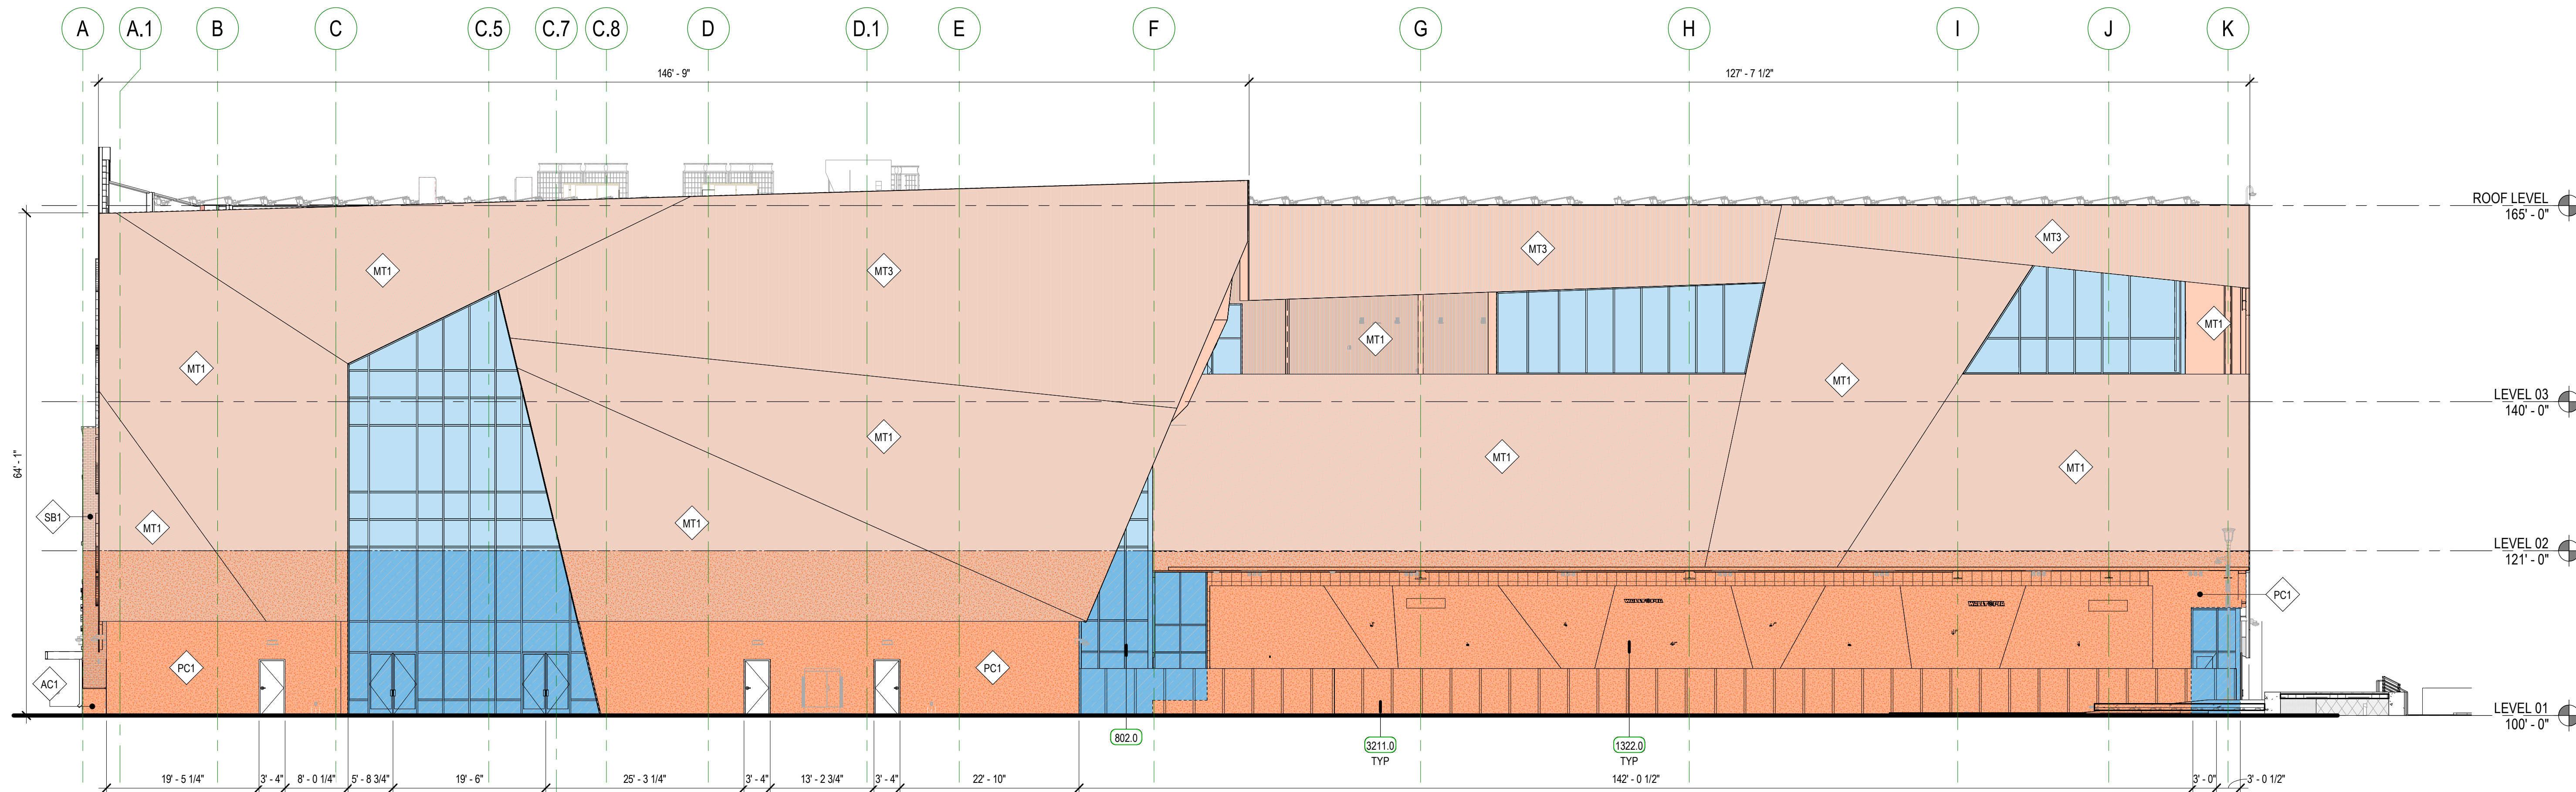 A A.1 B C C.5 C.7 C.8 D D.1 E F G H I J K
146' - 9" 127' - 7 1/2"
ROOF LEVEL
165' - 0"
MT3 MT3
MT1 MT3
MT1 MT1
MT1
MT1
LEVEL 03
140' - 0"
MT1 MT1 MT1
64' - 1"
SB1 MT1 MT1
LEVEL 02
121' - 0"
PC1
PC1 PC1
AC1
LEVEL 01
100' - 0"
802.0 3211.0 1322.0
TYP TYP
19' - 5 1/4" 3' - 4" 8' - 0 1/4" 5' - 8 3/4" 19' - 6" 25' - 3 1/4" 3' - 4" 13' - 2 3/4" 3' - 4" 22' - 10" 142' - 0 1/2" 3' - 0" 3' - 0 1/2"